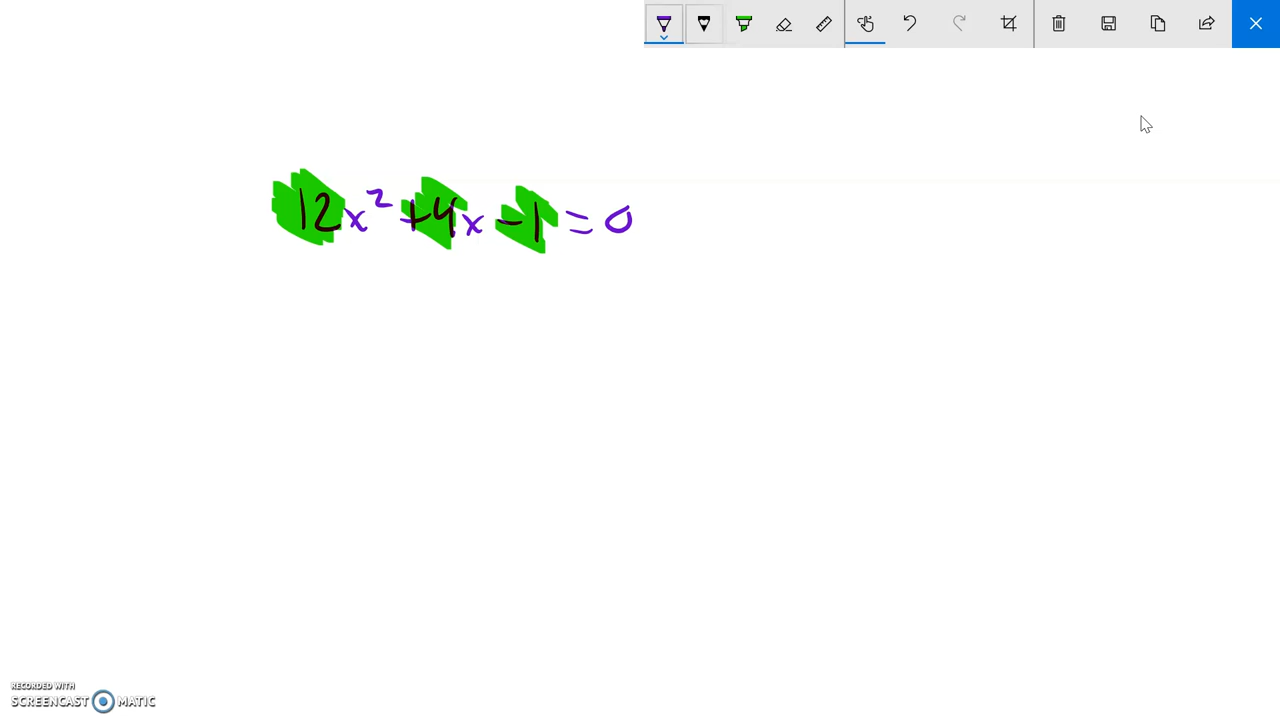 12x² +4x -1 = 0
RECORDED WITH
SCREENCAST MATIC